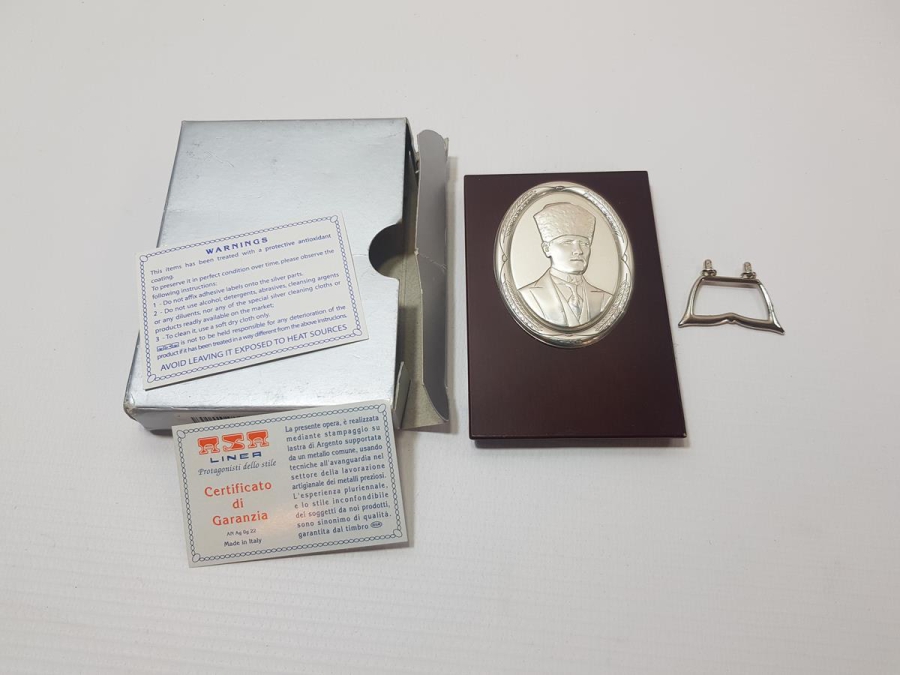 WARNINGS
This items has been treated with a protective antioxidant
coating.
To preserve it in perfect condition over time, please observe the
following instructions:
1 - Do not affix adhesive labels onto the silver parts.
2 - Do not use alcohol, detergents, abrasives, cleansing argents
or any diluents, nor any of the special silver cleaning cloths or
products readily available on the market.
3 - To clean it, use a soft dry cloth only.
is not to be held responsible for any deterioration of the
product if it has been treated in a way different from the above instructions.
AVOID LEAVING IT EXPOSED TO HEAT SOURCES
LINEA
Protagonisti dello stile
Certificato
di
Garanzia
Made in Italy
La presente opera, è realizzata
mediante stampaggio su
lastra di Argento supportata
da un metallo comune, usando
tecniche all'avanguardia nel
settore della lavorazione
artigianale dei metalli preziosi.
L'esperienza pluriennale,
e lo stile inconfondibile
dei soggetti da noi prodotti,
sono sinonimo di qualità,
garantita dal timbro